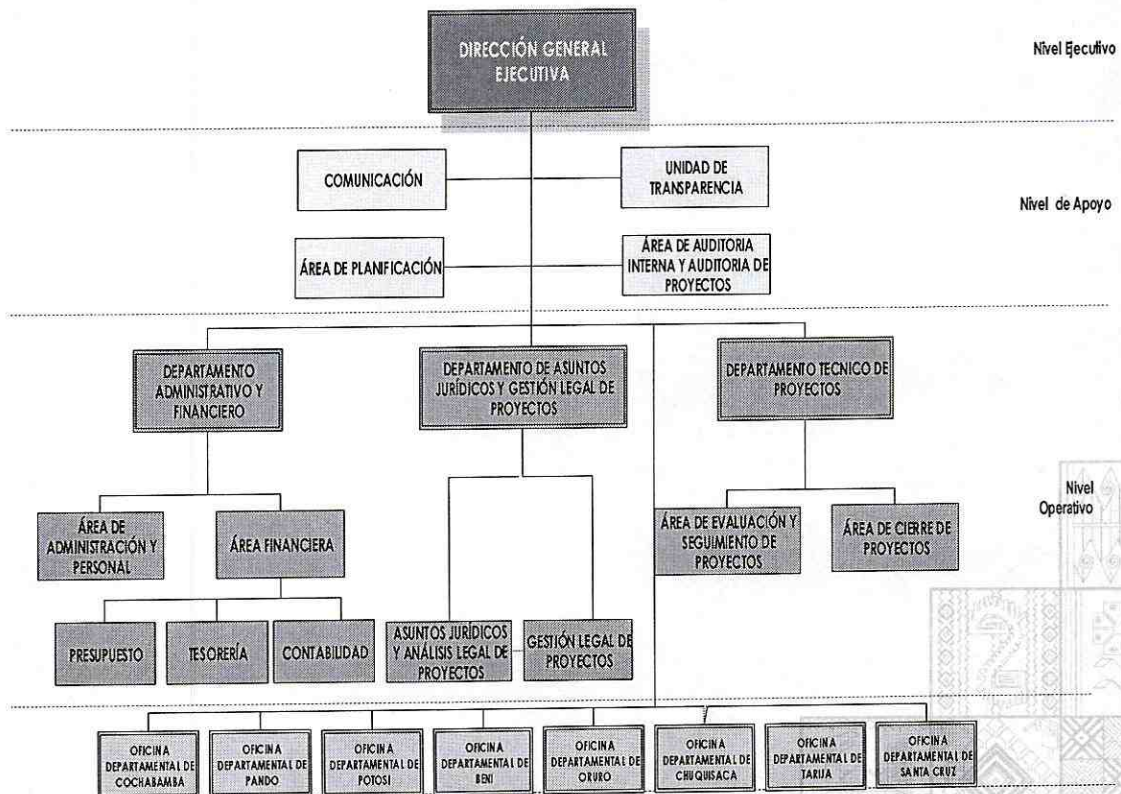 DIRECCIÓN GENERAL
EJECUTIVA
Nivel Ejecutivo
COMUNICACIÓN
UNIDAD DE
TRANSPARENCIA
Nivel de Apoyo
ÁREA DE PLANIFICACIÓN
ÁREA DE AUDITORIA
INTERNA Y AUDITORIA DE
PROYECTOS
DEPARTAMENTO
ADMINISTRATIVO Y
FINANCIERO
DEPARTAMENTO DE ASUNTOS
JURÍDICOS Y GESTIÓN LEGAL DE
PROYECTOS
DEPARTAMENTO TECNICO DE
PROYECTOS
Nivel
Operativo
ÁREA DE
ADMINISTRACIÓN Y
PERSONAL
ÁREA FINANCIERA
ÁREA DE EVALUACIÓN Y
SEGUIMIENTO DE
PROYECTOS
ÁREA DE CIERRE DE
PROYECTOS
PRESUPUESTO
TESORERÍA
CONTABILIDAD
ASUNTOS JURÍDICOS
Y ANÁLISIS LEGAL DE
PROYECTOS
GESTIÓN LEGAL DE
PROYECTOS
OFICINA
DEPARTAMENTAL DE
COCHABAMBA
OFICINA
DEPARTAMENTAL DE
PANDO
OFICINA
DEPARTAMENTAL DE
POTOSI
OFICINA
DEPARTAMENTAL DE
BENI
OFICINA
DEPARTAMENTAL DE
ORURO
OFICINA
DEPARTAMENTAL DE
CHUQUISACA
OFICINA
DEPARTAMENTAL DE
TARIJA
OFICINA
DEPARTAMENTAL DE
SANTA CRUZ